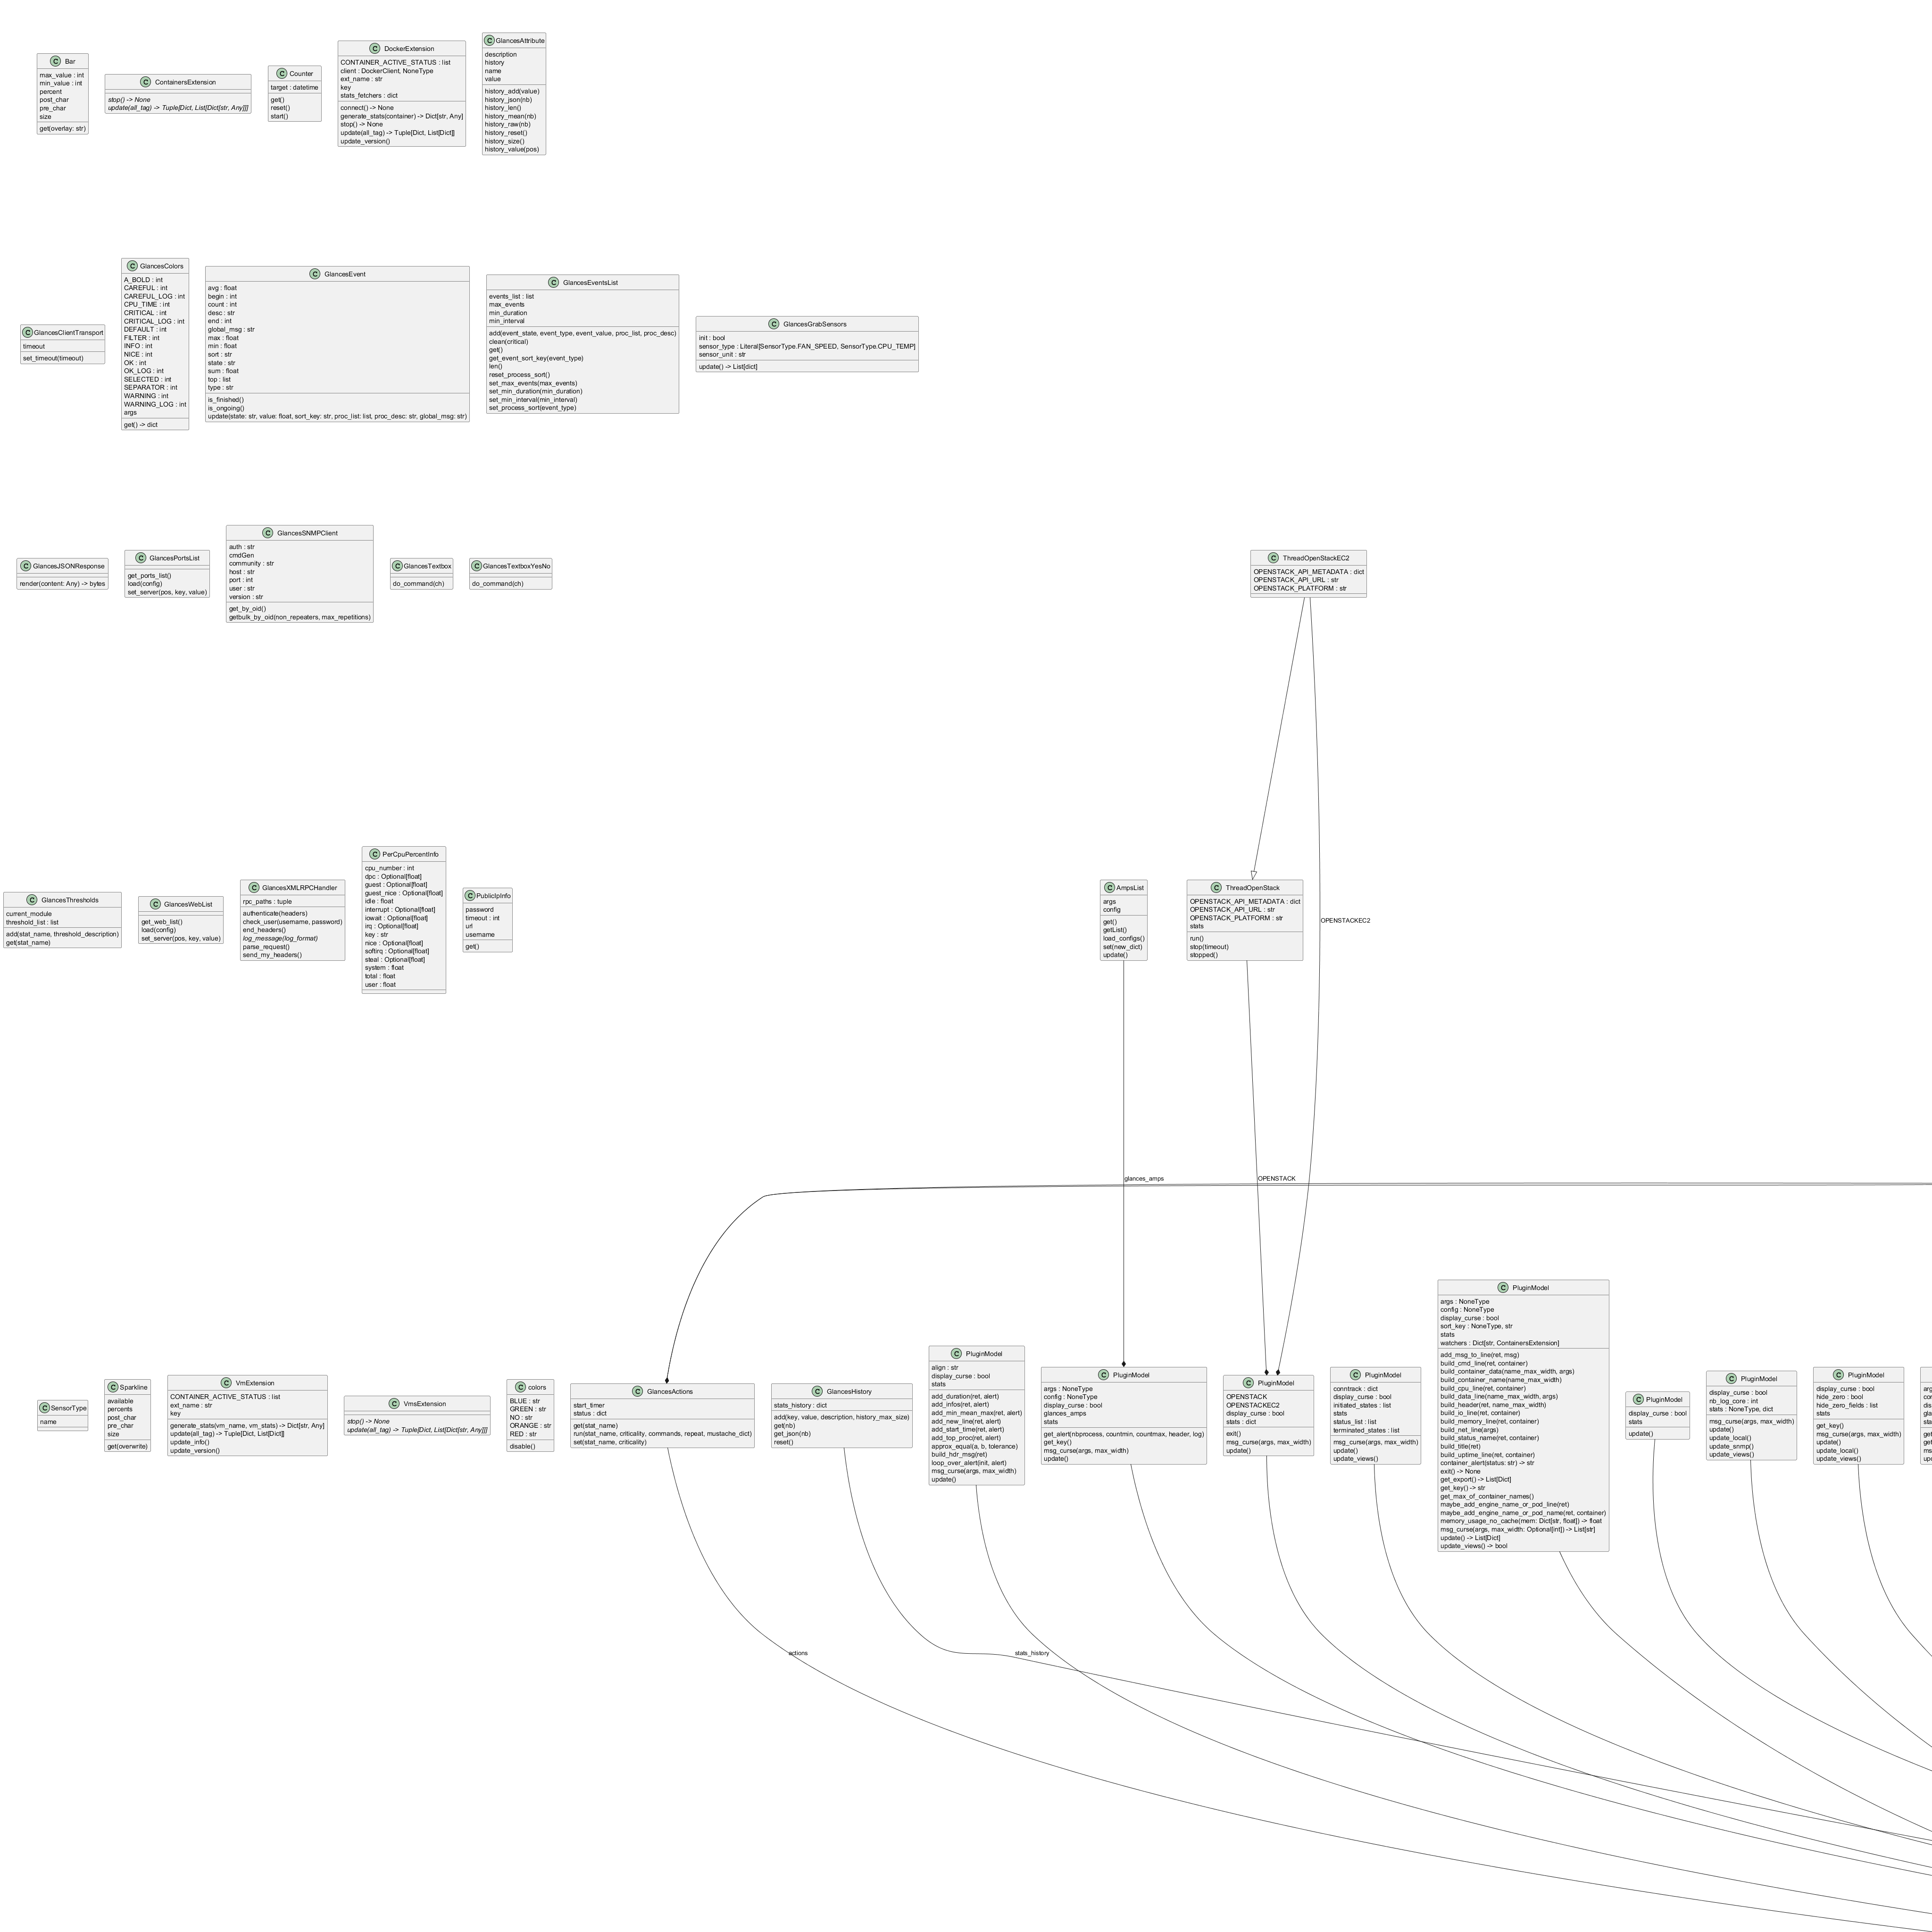 Bar
max_value : int
min_value : int
percent
post_char
pre_char
size
get(overlay: str)
ContainersExtension
stop() -> None
update(all_tag) -> Tuple[Dict, List[Dict[str, Any]]]
Counter
target : datetime
get()
reset()
start()
DockerExtension
CONTAINER_ACTIVE_STATUS : list
client : DockerClient, NoneType
ext_name : str
key
stats_fetchers : dict
connect() -> None
generate_stats(container) -> Dict[str, Any]
stop() -> None
update(all_tag) -> Tuple[Dict, List[Dict]]
update_version()
GlancesAttribute
description
history
name
value
history_add(value)
history_json(nb)
history_len()
history_mean(nb)
history_raw(nb)
history_reset()
history_size()
history_value(pos)
GlancesClientTransport
timeout
set_timeout(timeout)
GlancesColors
A_BOLD : int
CAREFUL : int
CAREFUL_LOG : int
CPU_TIME : int
CRITICAL : int
CRITICAL_LOG : int
DEFAULT : int
FILTER : int
INFO : int
NICE : int
OK : int
OK_LOG : int
SELECTED : int
SEPARATOR : int
WARNING : int
WARNING_LOG : int
args
get() -> dict
GlancesEvent
avg : float
begin : int
count : int
desc : str
end : int
global_msg : str
max : float
min : float
sort : str
state : str
sum : float
top : list
type : str
is_finished()
is_ongoing()
update(state: str, value: float, sort_key: str, proc_list: list, proc_desc: str, global_msg: str)
GlancesEventsList
events_list : list
max_events
min_duration
min_interval
add(event_state, event_type, event_value, proc_list, proc_desc)
clean(critical)
get()
get_event_sort_key(event_type)
len()
reset_process_sort()
set_max_events(max_events)
set_min_duration(min_duration)
set_min_interval(min_interval)
set_process_sort(event_type)
GlancesGrabSensors
init : bool
sensor_type : Literal[SensorType.FAN_SPEED, SensorType.CPU_TEMP]
sensor_unit : str
update() -> List[dict]
GlancesJSONResponse
render(content: Any) -> bytes
GlancesPortsList
get_ports_list()
load(config)
set_server(pos, key, value)
GlancesSNMPClient
auth : str
cmdGen
community : str
host : str
port : int
user : str
version : str
get_by_oid()
getbulk_by_oid(non_repeaters, max_repetitions)
GlancesTextbox
do_command(ch)
GlancesTextboxYesNo
do_command(ch)
ThreadOpenStackEC2
OPENSTACK_API_METADATA : dict
OPENSTACK_API_URL : str
OPENSTACK_PLATFORM : str
OPENSTACKEC2
GlancesThresholds
current_module
threshold_list : list
add(stat_name, threshold_description)
get(stat_name)
GlancesWebList
get_web_list()
load(config)
set_server(pos, key, value)
GlancesXMLRPCHandler
rpc_paths : tuple
authenticate(headers)
check_user(username, password)
end_headers()
log_message(log_format)
parse_request()
send_my_headers()
PerCpuPercentInfo
cpu_number : int
dpc : Optional[float]
guest : Optional[float]
guest_nice : Optional[float]
idle : float
interrupt : Optional[float]
iowait : Optional[float]
irq : Optional[float]
key : str
nice : Optional[float]
softirq : Optional[float]
steal : Optional[float]
system : float
total : float
user : float
PublicIpInfo
password
timeout : int
url
username
get()
AmpsList
args
config
get()
getList()
load_configs()
set(new_dict)
update()
ThreadOpenStack
OPENSTACK_API_METADATA : dict
OPENSTACK_API_URL : str
OPENSTACK_PLATFORM : str
stats
run()
stop(timeout)
stopped()
glances_amps
OPENSTACK
SensorType
name
Sparkline
available
percents
post_char
pre_char
size
get(overwrite)
VmExtension
CONTAINER_ACTIVE_STATUS : list
ext_name : str
key
generate_stats(vm_name, vm_stats) -> Dict[str, Any]
update(all_tag) -> Tuple[Dict, List[Dict]]
update_info()
update_version()
VmsExtension
stop() -> None
update(all_tag) -> Tuple[Dict, List[Dict[str, Any]]]
colors
BLUE : str
GREEN : str
NO : str
ORANGE : str
RED : str
disable()
GlancesActions
start_timer
status : dict
get(stat_name)
run(stat_name, criticality, commands, repeat, mustache_dict)
set(stat_name, criticality)
GlancesHistory
stats_history : dict
add(key, value, description, history_max_size)
get(nb)
get_json(nb)
reset()
PluginModel
align : str
display_curse : bool
stats
add_duration(ret, alert)
add_infos(ret, alert)
add_min_mean_max(ret, alert)
add_new_line(ret, alert)
add_start_time(ret, alert)
add_top_proc(ret, alert)
approx_equal(a, b, tolerance)
build_hdr_msg(ret)
loop_over_alert(init, alert)
msg_curse(args, max_width)
update()
PluginModel
args : NoneType
config : NoneType
display_curse : bool
glances_amps
stats
get_alert(nbprocess, countmin, countmax, header, log)
get_key()
msg_curse(args, max_width)
update()
PluginModel
OPENSTACK
OPENSTACKEC2
display_curse : bool
stats : dict
exit()
msg_curse(args, max_width)
update()
PluginModel
conntrack : dict
display_curse : bool
initiated_states : list
stats
status_list : list
terminated_states : list
msg_curse(args, max_width)
update()
update_views()
PluginModel
args : NoneType
config : NoneType
display_curse : bool
sort_key : NoneType, str
stats
watchers : Dict[str, ContainersExtension]
add_msg_to_line(ret, msg)
build_cmd_line(ret, container)
build_container_data(name_max_width, args)
build_container_name(name_max_width)
build_cpu_line(ret, container)
build_data_line(name_max_width, args)
build_header(ret, name_max_width)
build_io_line(ret, container)
build_memory_line(ret, container)
build_net_line(args)
build_status_name(ret, container)
build_title(ret)
build_uptime_line(ret, container)
container_alert(status: str) -> str
exit() -> None
get_export() -> List[Dict]
get_key() -> str
get_max_of_container_names()
maybe_add_engine_name_or_pod_line(ret)
maybe_add_engine_name_or_pod_name(ret, container)
memory_usage_no_cache(mem: Dict[str, float]) -> float
msg_curse(args, max_width: Optional[int]) -> List[str]
update() -> List[Dict]
update_views() -> bool
PluginModel
display_curse : bool
stats
update()
PluginModel
display_curse : bool
nb_log_core : int
stats : NoneType, dict
msg_curse(args, max_width)
update()
update_local()
update_snmp()
update_views()
PluginModel
display_curse : bool
hide_zero : bool
hide_zero_fields : list
stats
get_key()
msg_curse(args, max_width)
update()
update_local()
update_views()
actions
stats_history